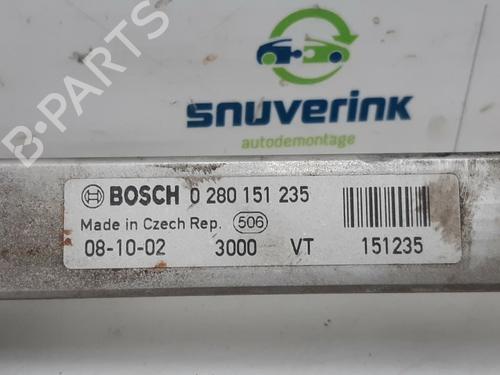 B-PARTS
snuverink
autodemontage
BOSCH 0 280 151 235
Made in Czech Rep. 506
08-10-02 3000 VT 151235